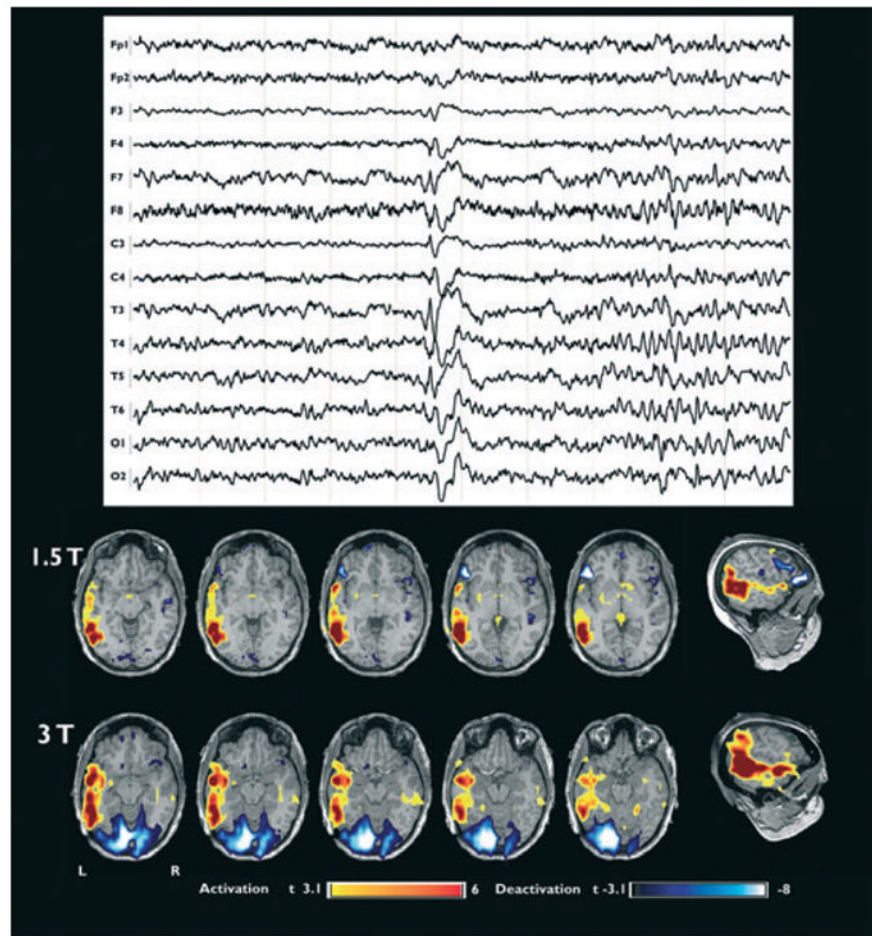 Fp1
Fp2
F3
F4
F7
F8
C3
C4
T3
T4
T5
T6
O1
O2
1.5 T
3 T
L R
Activation t 3.1 6 Deactivation t -3.1 -8